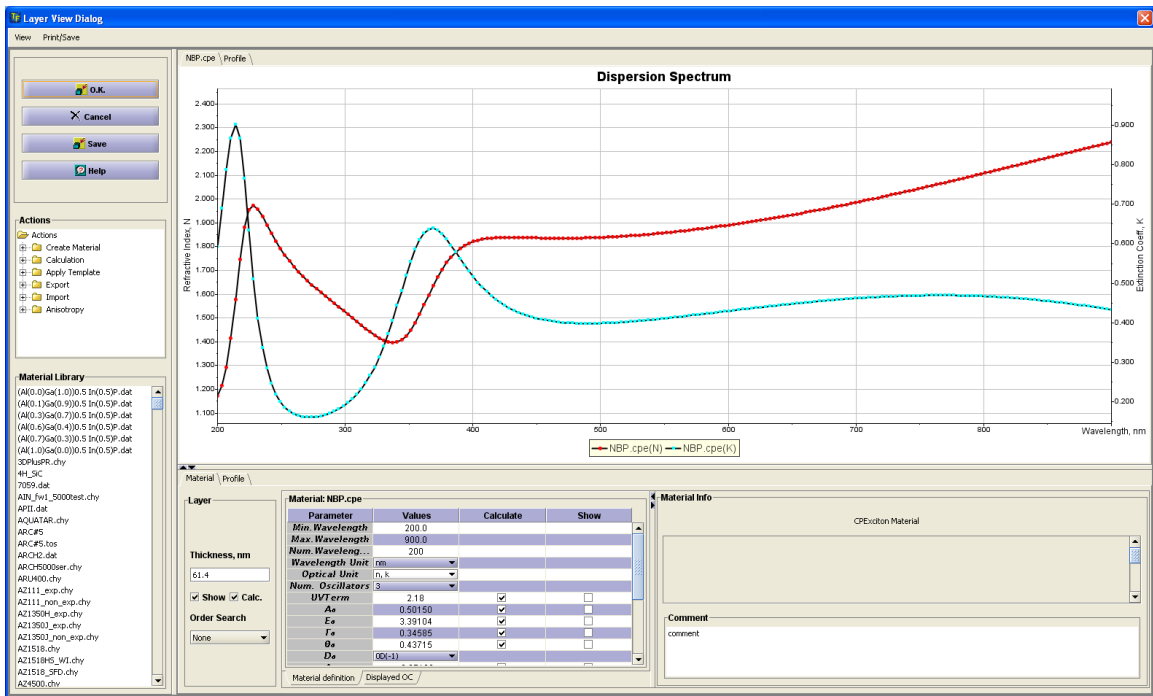 Layer View Dialog
View Print/Save
O.K.
Cancel
Save
Help
Actions
Actions
Create Material
Calculation
Apply Template
Export
Import
Anisotropy
Material Library
(Al(0.0)Ga(1.0))0.5 In(0.5)P.dat
(Al(0.1)Ga(0.9))0.5 In(0.5)P.dat
(Al(0.3)Ga(0.7))0.5 In(0.5)P.dat
(Al(0.6)Ga(0.4))0.5 In(0.5)P.dat
(Al(0.7)Ga(0.3))0.5 In(0.5)P.dat
(Al(1.0)Ga(0.0))0.5 In(0.5)P.dat
3DPlusPR.chy
4H_SiC
7059.dat
AlN_fw1_5000test.chy
APII.dat
AQUATAR.chy
ARC#5
ARC#5.tos
ARCH2.dat
ARCH5000ser.chy
ARU400.chy
AZ111_exp.chy
AZ111_non_exp.chy
AZ1350H_exp.chy
AZ1350J_exp.chy
AZ1350J_non_exp.chy
AZ1518.chy
AZ1518HS_WI.chy
AZ1518_SFD.chy
AZ4500.chy
NBP.cpe Profile
Dispersion Spectrum
Refractive Index, N
2.400
2.300
2.200
2.100
2.000
1.900
1.800
1.700
1.600
1.500
1.400
1.300
1.200
1.100
0.900
0.800
0.700
0.600
0.500
0.400
0.300
0.200
Extinction Coeff., K
200 300 400 500 600 700 800 Wavelength, nm
NBP.cpe(N) NBP.cpe(K)
Material Profile
Layer
Thickness, nm
61.4
Show Calc.
Order Search
None
Material: NBP.cpe
Parameter Values Calculate Show
Min. Wavelength 200.0
Max. Wavelength 900.0
Num. Waveleng... 200
Wavelength Unit nm
Optical Unit n, k
Num. Oscillators 3
UVTerm 2.18
A₀ 0.50150
E₀ 3.39104
Γ₀ 0.34585
θ₀ 0.43715
D₀ 0D(-1)
Material definition Displayed OC
Material Info
CPExciton Material
Comment
comment